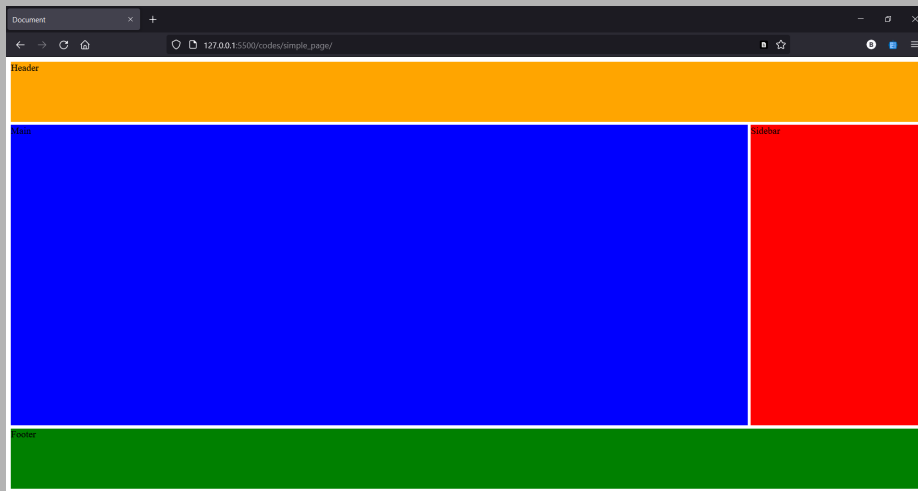 Document
127.0.0.1:5500/codes/simple_page/
Header
Main
Sidebar
Footer